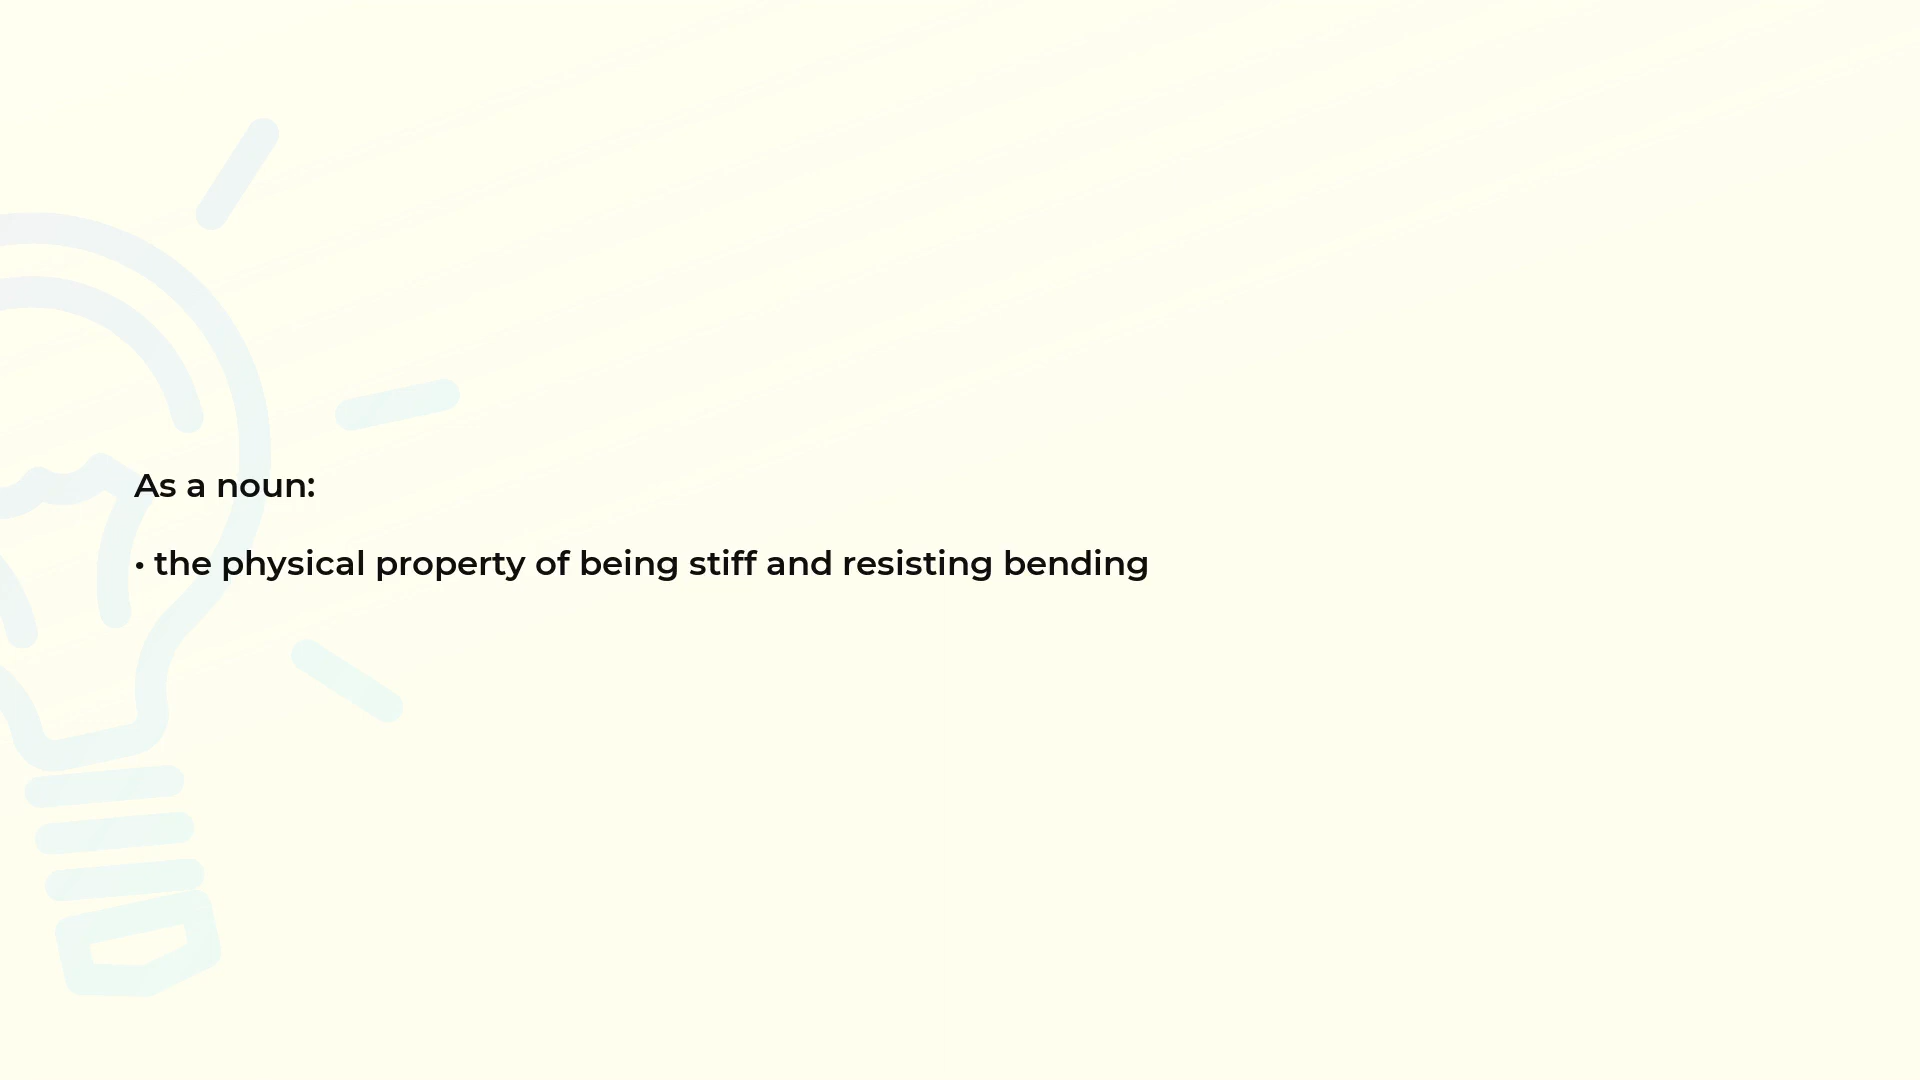 As a noun:
• the physical property of being stiff and resisting bending